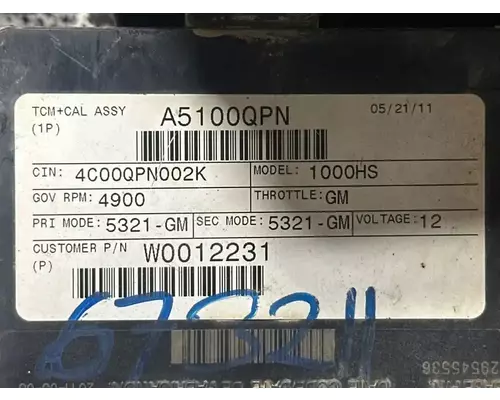 TCM+CAL ASSY A5100QPN 05/21/11
(1P)
CIN: 4C00QPN002K MODEL: 1000HS
GOV RPM: 4900 THROTTLE: GM
PRI MODE: 5321-GM SEC MODE: 5321-GM VOLTAGE: 12
CUSTOMER P/N W0012231
(P)
67321
29545536